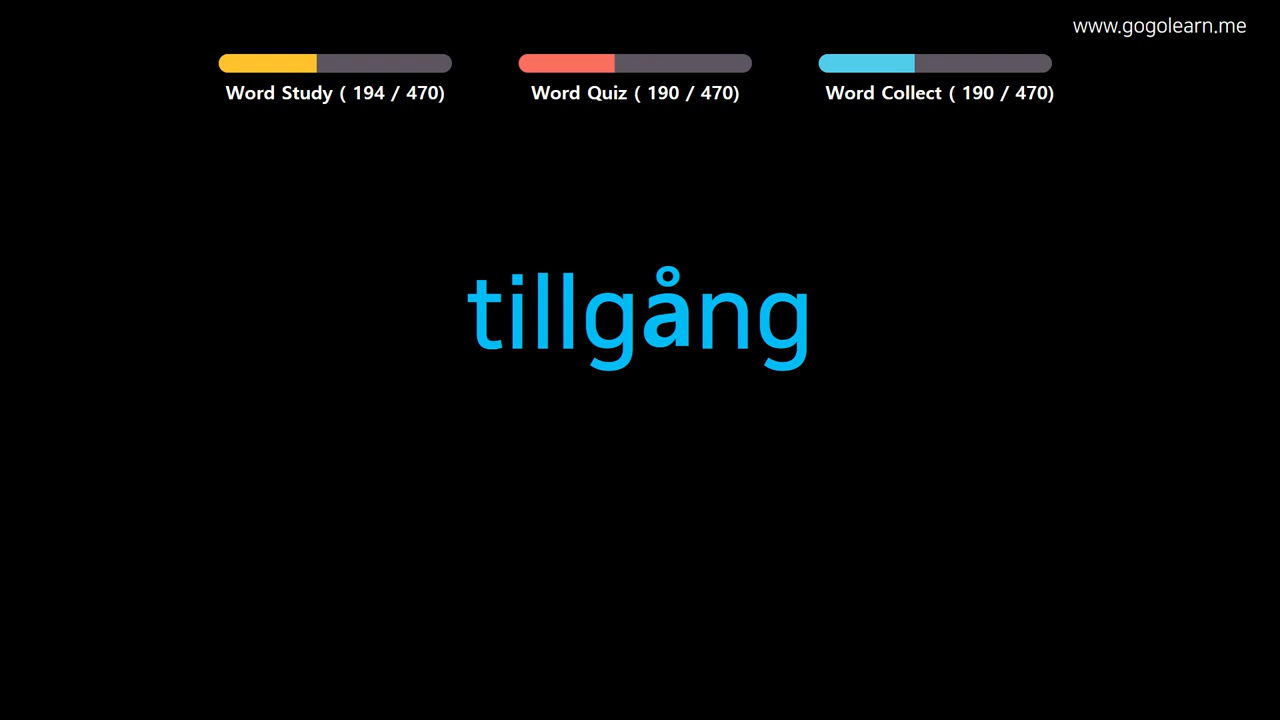 www.gogolearn.me
Word Study ( 194 / 470)
Word Quiz ( 190 / 470)
Word Collect ( 190 / 470)
tillgång